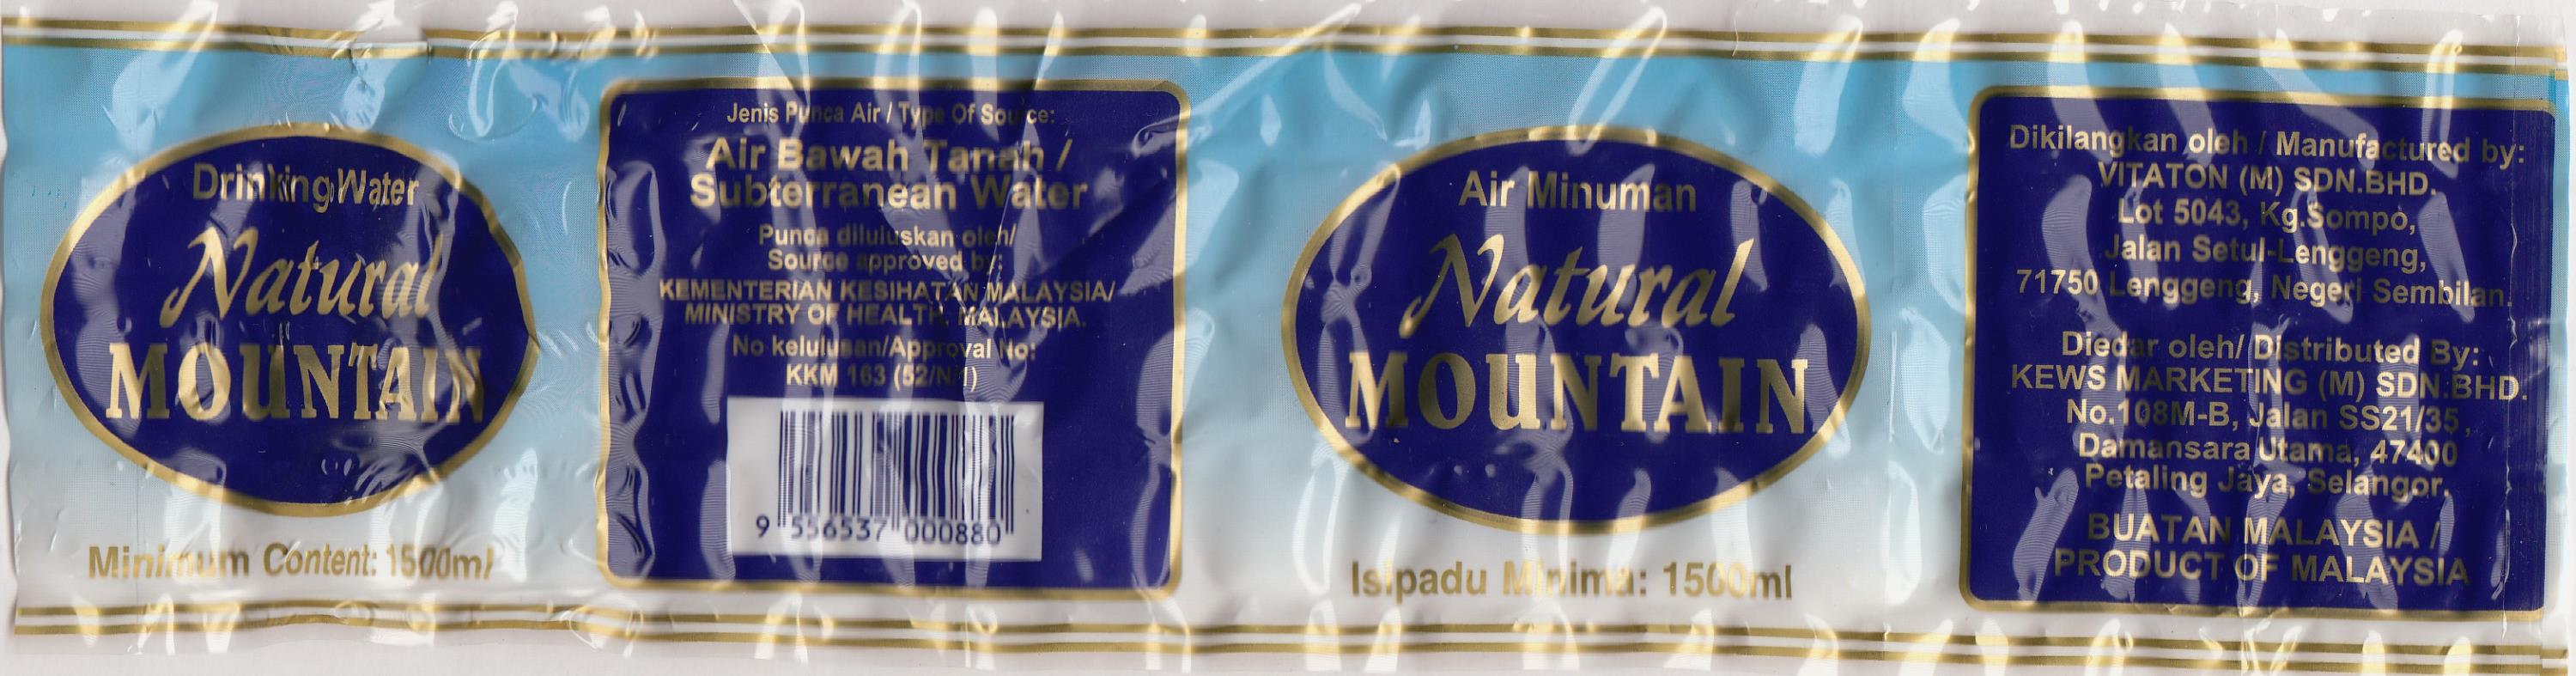 Drinking Water
Natural
MOUNTAIN
Minimum Content: 1500ml
Jenis Punca Air / Type Of Source:
Air Bawah Tanah /
Subterranean Water
Punca diluluskan oleh/
Source approved by:
KEMENTERIAN KESIHATAN MALAYSIA/
MINISTRY OF HEALTH, MALAYSIA.
No kelulusan/Approval No:
KKM 163
9 556537 000880
Air Minuman
Natural
MOUNTAIN
Isipadu Minima: 1500ml
Dikilangkan oleh / Manufactured by:
VITATON (M) SDN.BHD.
Lot 5043, Kg.Sompo,
Jalan Setul-Lenggeng,
71750 Lenggeng, Negeri Sembilan.
Diedar oleh/ Distributed By:
KEWS MARKETING (M) SDN.BHD.
No.108M-B, Jalan SS21/35,
Damansara Utama, 47400
Petaling Jaya, Selangor.
BUATAN MALAYSIA /
PRODUCT OF MALAYSIA